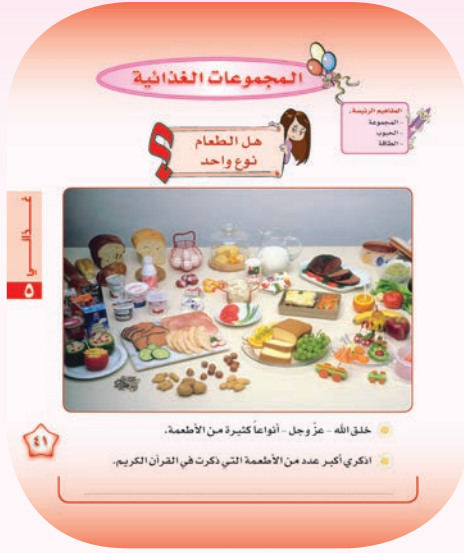 المجموعات الغذائية
المفاهيم الرئيسة:
- المجموعة
- الحبوب
- الطاقة
هل الطعام
نوع واحد
غــذائــي
٥
خلق الله - عزّ وجل - أنواعاً كثيرة من الأطعمة.
اذكري أكبر عدد من الأطعمة التي ذكرت في القرآن الكريم.
٤١